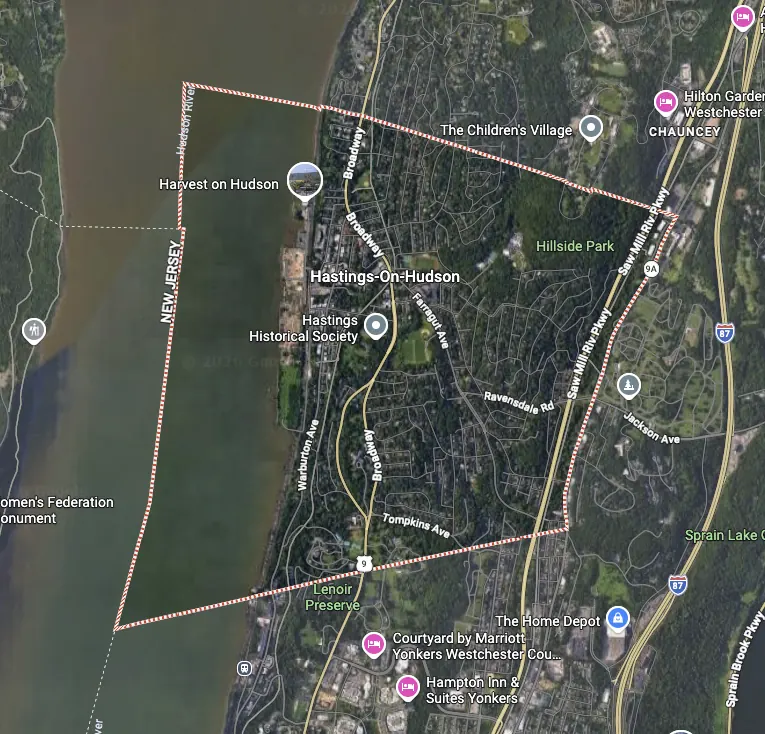 Hudson River
Broadway
The Children's Village
Hilton Garden
Westchester
CHAUNCEY
Harvest on Hudson
Broadway
Saw Mill Riv Pkwy
Hillside Park
NEW JERSEY
9A
Hastings-On-Hudson
Hastings
Historical Society
Farragut Ave
87
Saw Mill Riv Pkwy
Ravensdale Rd
Jackson Ave
Warburton Ave
Broadway
omen's Federation
onument
Tompkins Ave
Sprain Lake G
9
87
Lenoir
Preserve
The Home Depot
Courtyard by Marriott
Yonkers Westchester Cou...
Hampton Inn &
Suites Yonkers
Sprain Brook Pkwy
ver